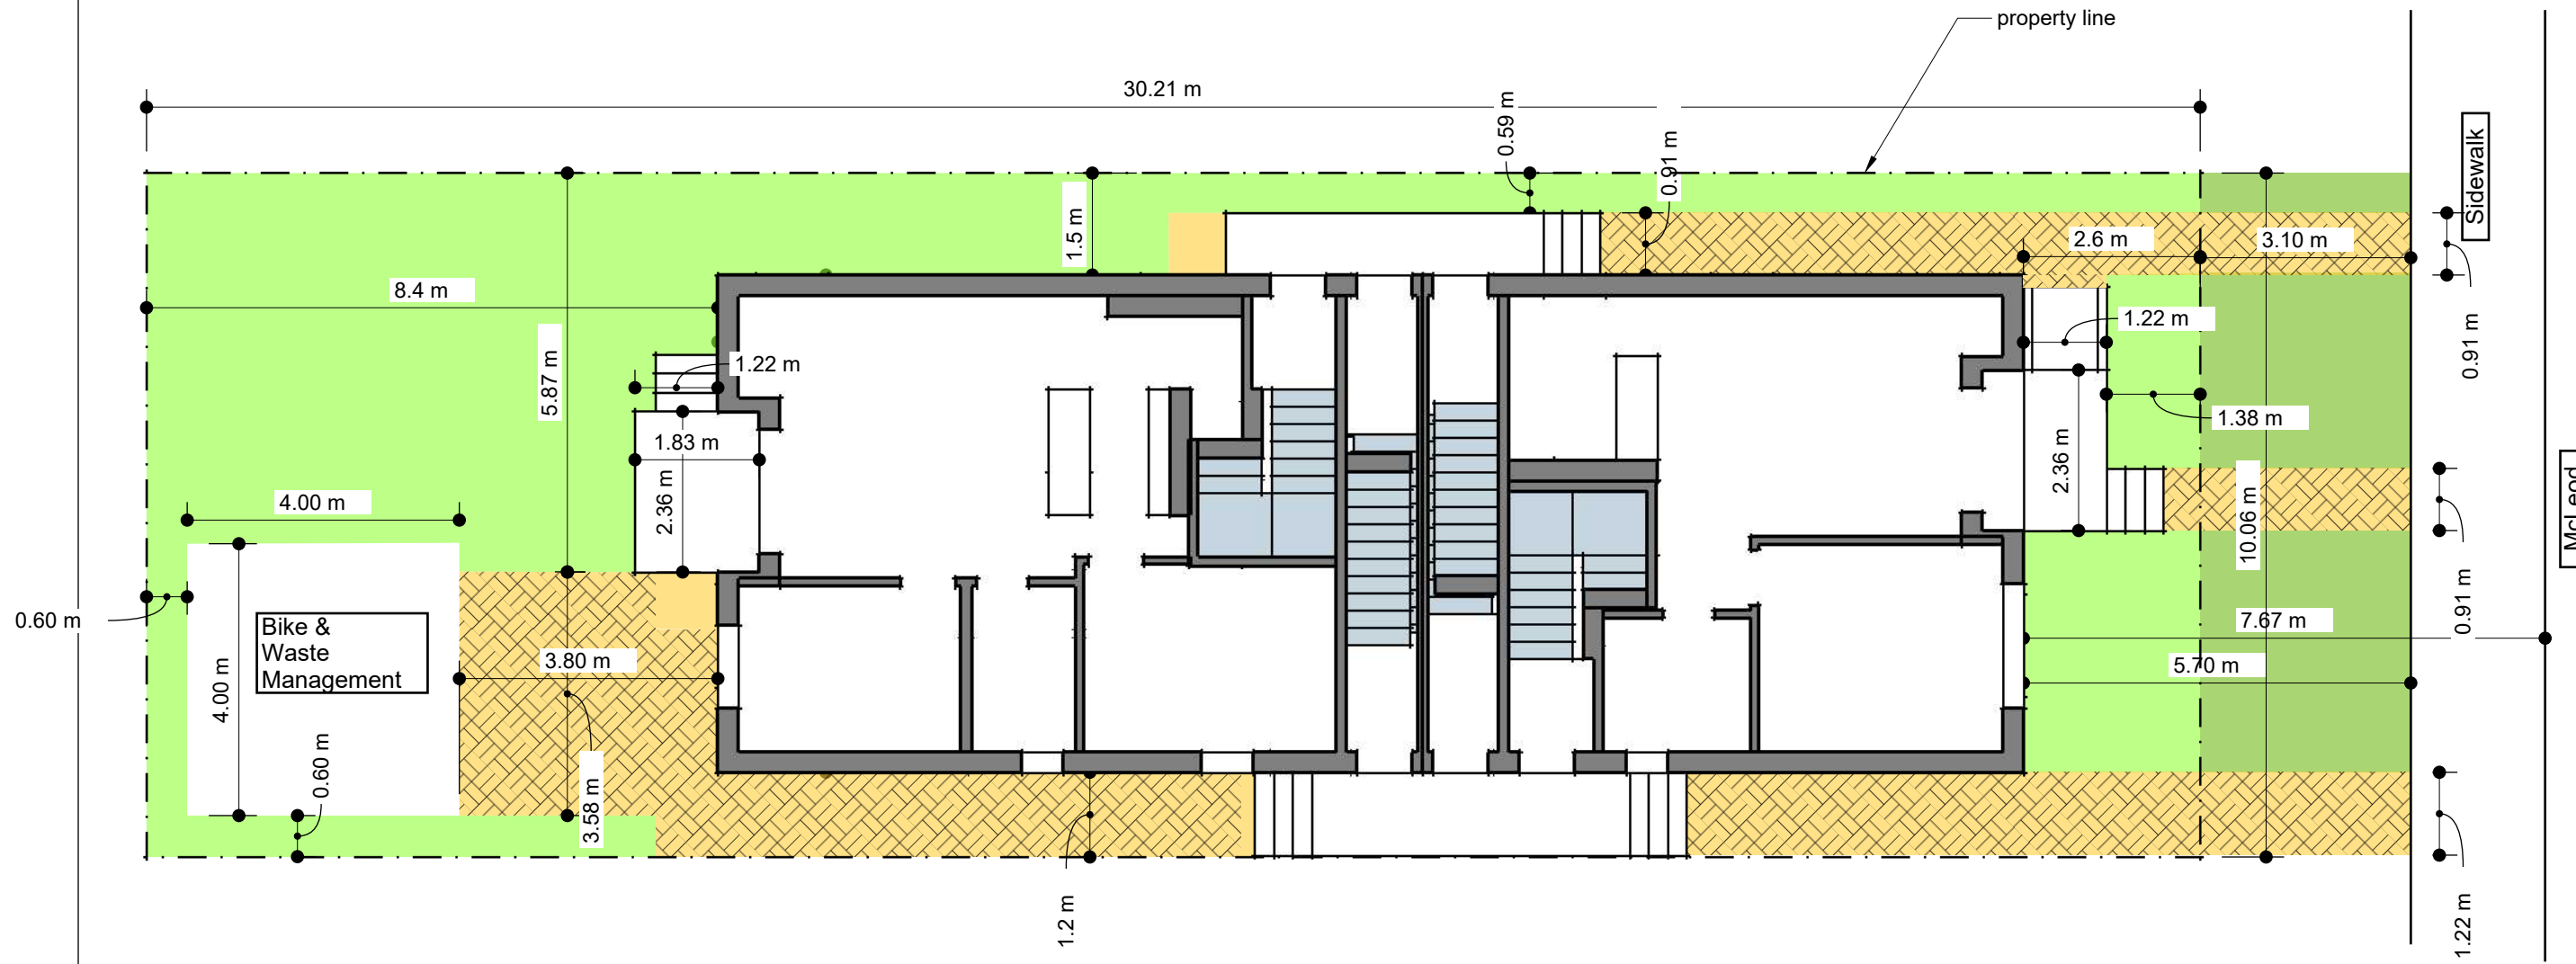 property line
30.21 m
0.59 m
0.91 m
Sidewalk
1.5 m
2.6 m
3.10 m
8.4 m
1.22 m
0.91 m
5.87 m
1.22 m
1.38 m
1.83 m
2.36 m
2.36 m
4.00 m
10.06 m
McLeod
0.60 m
Bike &
Waste
Management
3.80 m
7.67 m
0.91 m
5.70 m
4.00 m
0.60 m
3.58 m
1.2 m
1.22 m